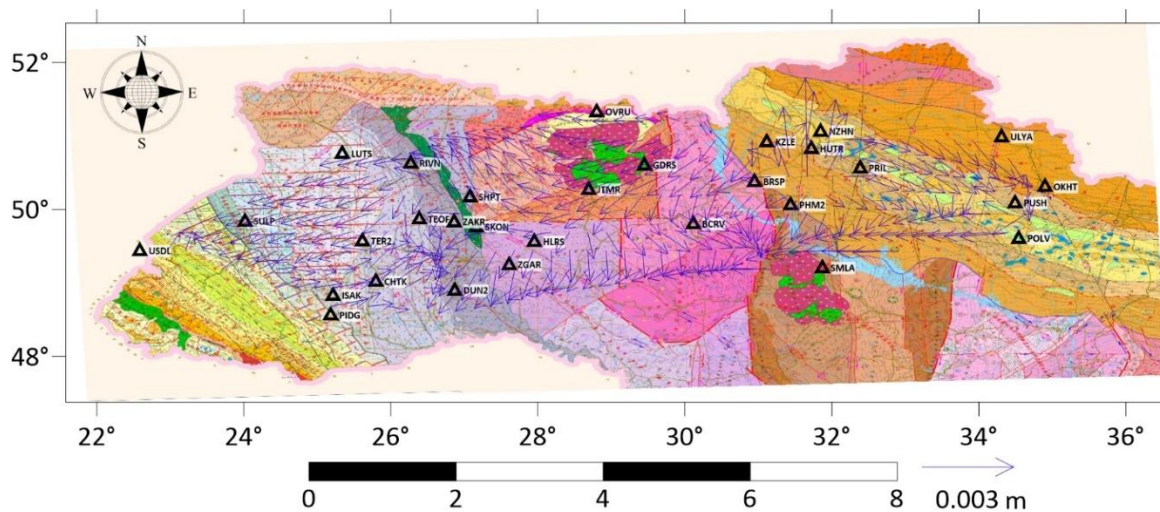 N
W
E
S
52°
50°
48°
OVRU
NZHN
KZLE
HUTR
ULYA
LUTS
RIVN
GDRS
PRIL
SHPT
JTMR
BRSP
OKHT
PHM2
PUSH
SULP
TEOF
ZAKR
SKON
BCRV
POLV
USDL
TER2
HLRS
ZGAR
SMLA
CHTK
ISAK
DUN2
PIDG
22°
24°
26°
28°
30°
32°
34°
36°
0
2
4
6
8
0.003 m